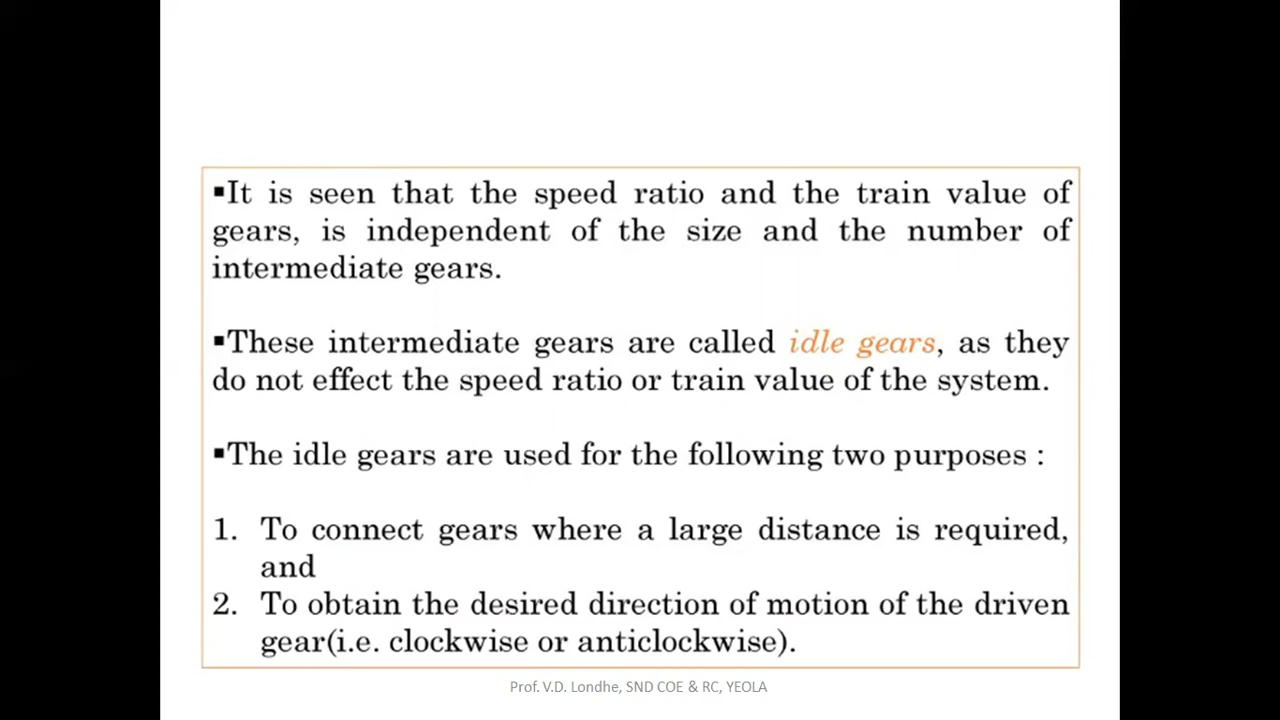 ▪It is seen that the speed ratio and the train value of
gears, is independent of the size and the number of
intermediate gears.
▪These intermediate gears are called idle gears, as they
do not effect the speed ratio or train value of the system.
▪The idle gears are used for the following two purposes :
1. To connect gears where a large distance is required,
and
2. To obtain the desired direction of motion of the driven
gear(i.e. clockwise or anticlockwise).
Prof. V.D. Londhe, SND COE & RC, YEOLA